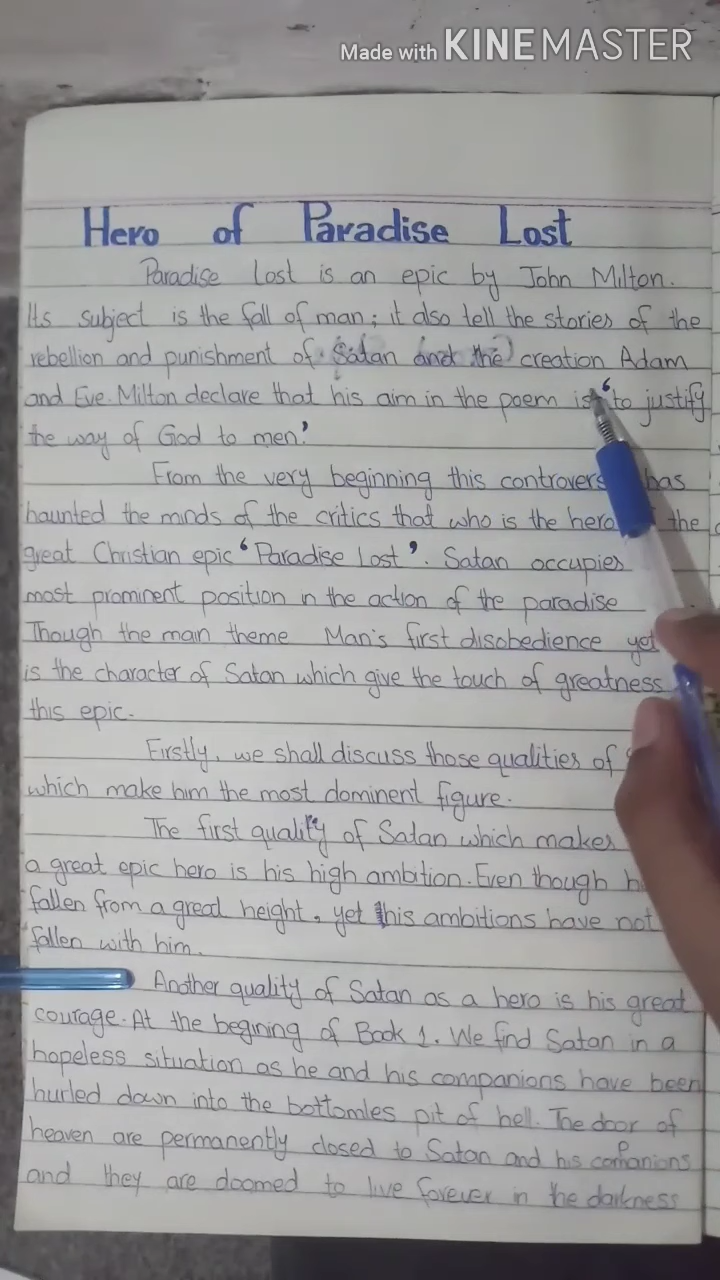 Made with KINEMASTER
Hero of Paradise Lost
Paradise lost is an epic by John Milton.
Its subject is the fall of man; it also tell the stories of the
rebellion and punishment of Satan and the creation Adam
and Eve. Milton declare that his aim in the poem is ‘to justify
the way of God to men.’
From the very beginning this controvers has
haunted the minds of the critics that who is the hero the
great Christian epic ‘Paradise Lost’. Satan occupies
most prominent position in the action of the paradise
Though the main theme Man's first disobedience yet
is the character of Satan which give the touch of greatness
this epic.
Firstly, we shall discuss those qualities of
which make him the most dominent figure.
The first quality of Satan which makes
a great epic hero is his high ambition. Even though h
fallen from a great height, yet his ambitions have not
fallen with him.
Another quality of Satan as a hero is his great
courage. At the begining of Book 1. We find Satan in a
hopeless situation as he and his companions have been
hurled down into the bottomles pit of hell. The door of
heaven are permanently closed to Satan and his companions
and they are doomed to live forever in the darkness